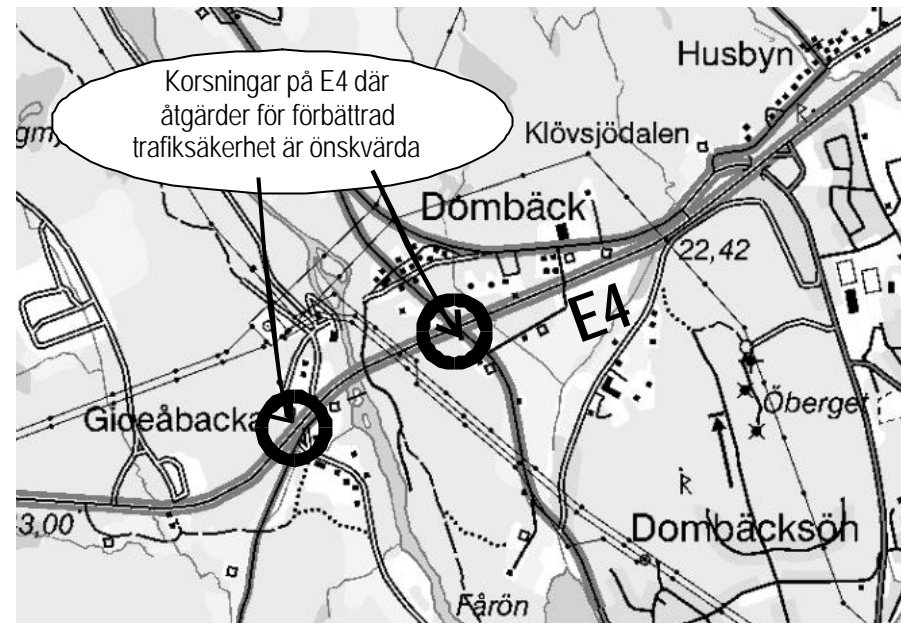 Korsningar på E4 där
åtgärder för förbättrad
trafiksäkerhet är önskvärda
Husbyn
Klövsjödalen
Dombäck
22,42
E4
Öberget
Gideåbacka
3,00
Dombäcksön
Fårön